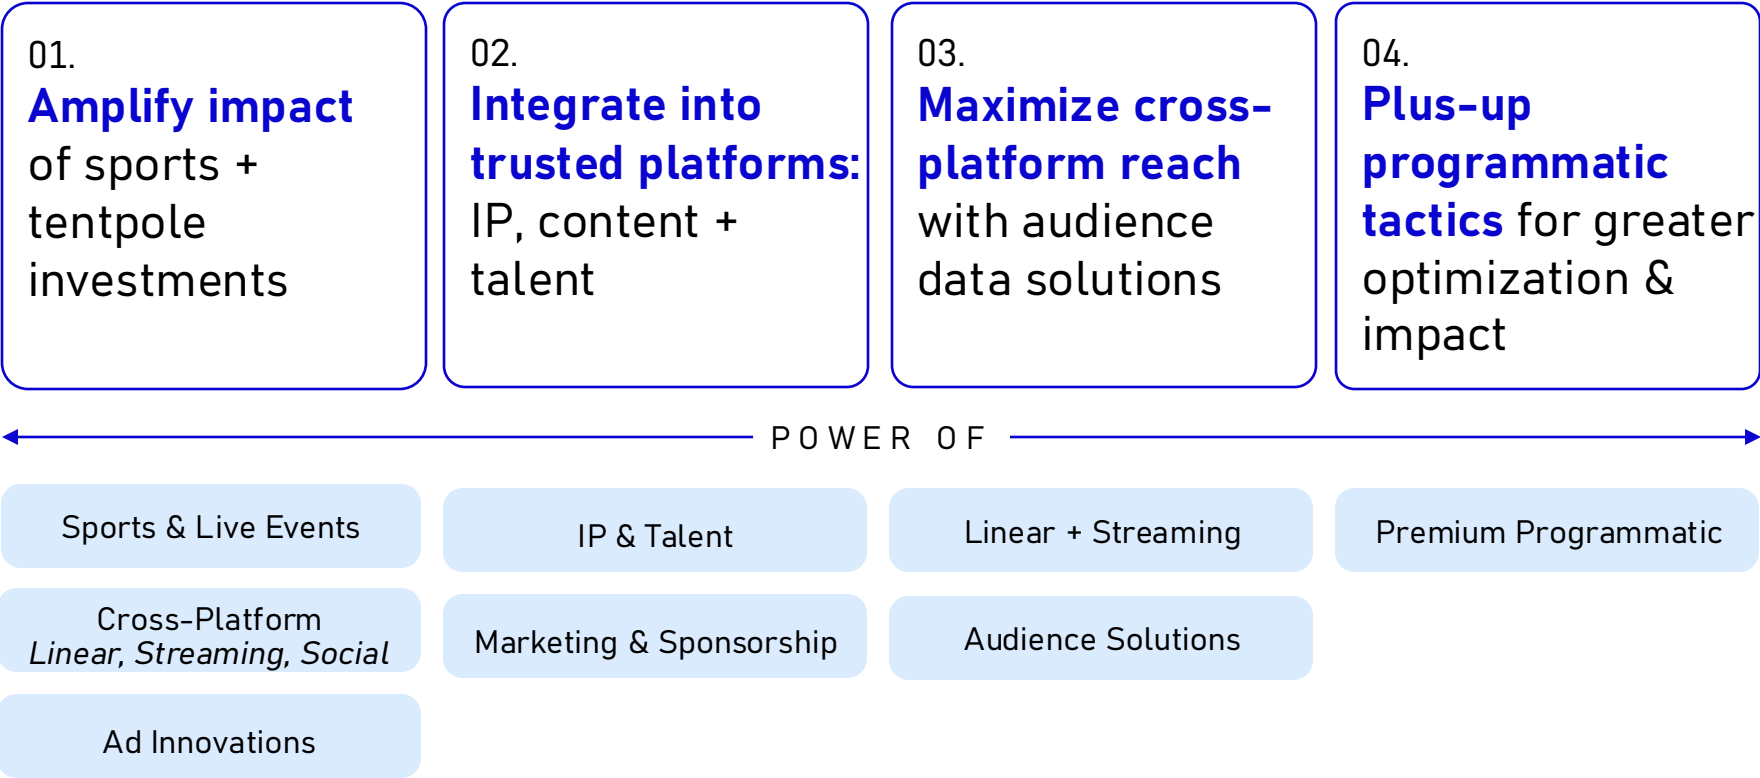 01.
Amplify impact
of sports +
tentpole
investments
02.
Integrate into
trusted platforms:
IP, content +
talent
03.
Maximize cross-
platform reach
with audience
data solutions
04.
Plus-up
programmatic
tactics for greater
optimization &
impact
POWER OF
Sports & Live Events
Cross-Platform
Linear, Streaming, Social
Ad Innovations
IP & Talent
Marketing & Sponsorship
Linear + Streaming
Audience Solutions
Premium Programmatic